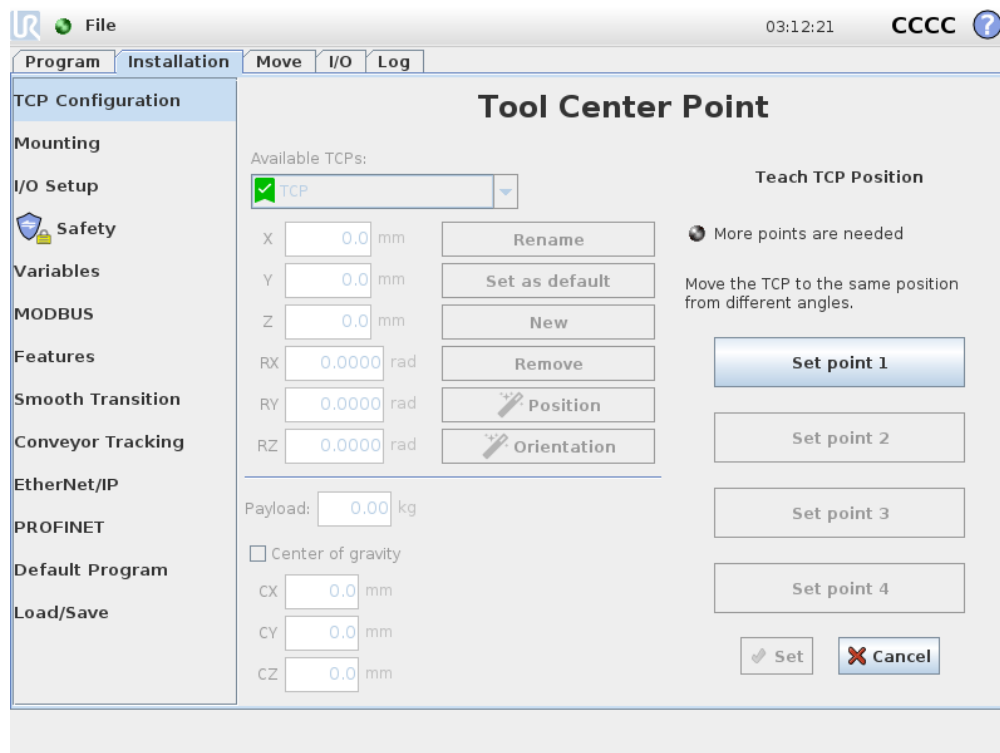 UR File 03:12:21 CCCC ?
Program Installation Move I/O Log
TCP Configuration
Mounting
I/O Setup
Safety
Variables
MODBUS
Features
Smooth Transition
Conveyor Tracking
EtherNet/IP
PROFINET
Default Program
Load/Save
Tool Center Point
Available TCPs:
TCP
X 0.0 mm Rename
Y 0.0 mm Set as default
Z 0.0 mm New
RX 0.0000 rad Remove
RY 0.0000 rad Position
RZ 0.0000 rad Orientation
Payload: 0.00 kg
Center of gravity
CX 0.0 mm
CY 0.0 mm
CZ 0.0 mm
Teach TCP Position
More points are needed
Move the TCP to the same position
from different angles.
Set point 1
Set point 2
Set point 3
Set point 4
Set Cancel